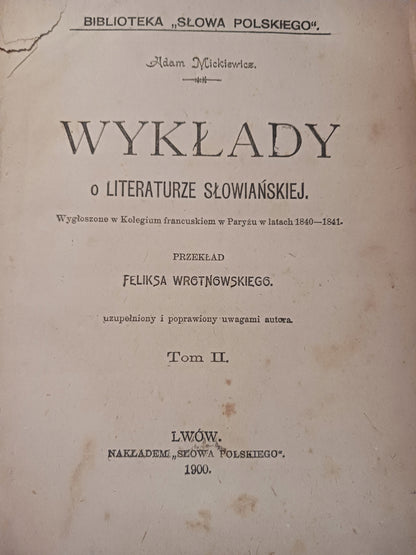 BIBLIOTEKA „SŁOWA POLSKIEGO".
Adam Mickiewicz.
WYKŁADY
o LITERATURZE SŁOWIAŃSKIEJ.
Wygłoszone w Kolegium francuskiem w Paryżu w latach 1840—1841.
PRZEKŁAD
FELIKSA WROTNOWSKIEGO.
uzupełniony i poprawiony uwagami autora.
Tom II.
LWÓW.
NAKŁADEM „SŁOWA POLSKIEGO".
1900.